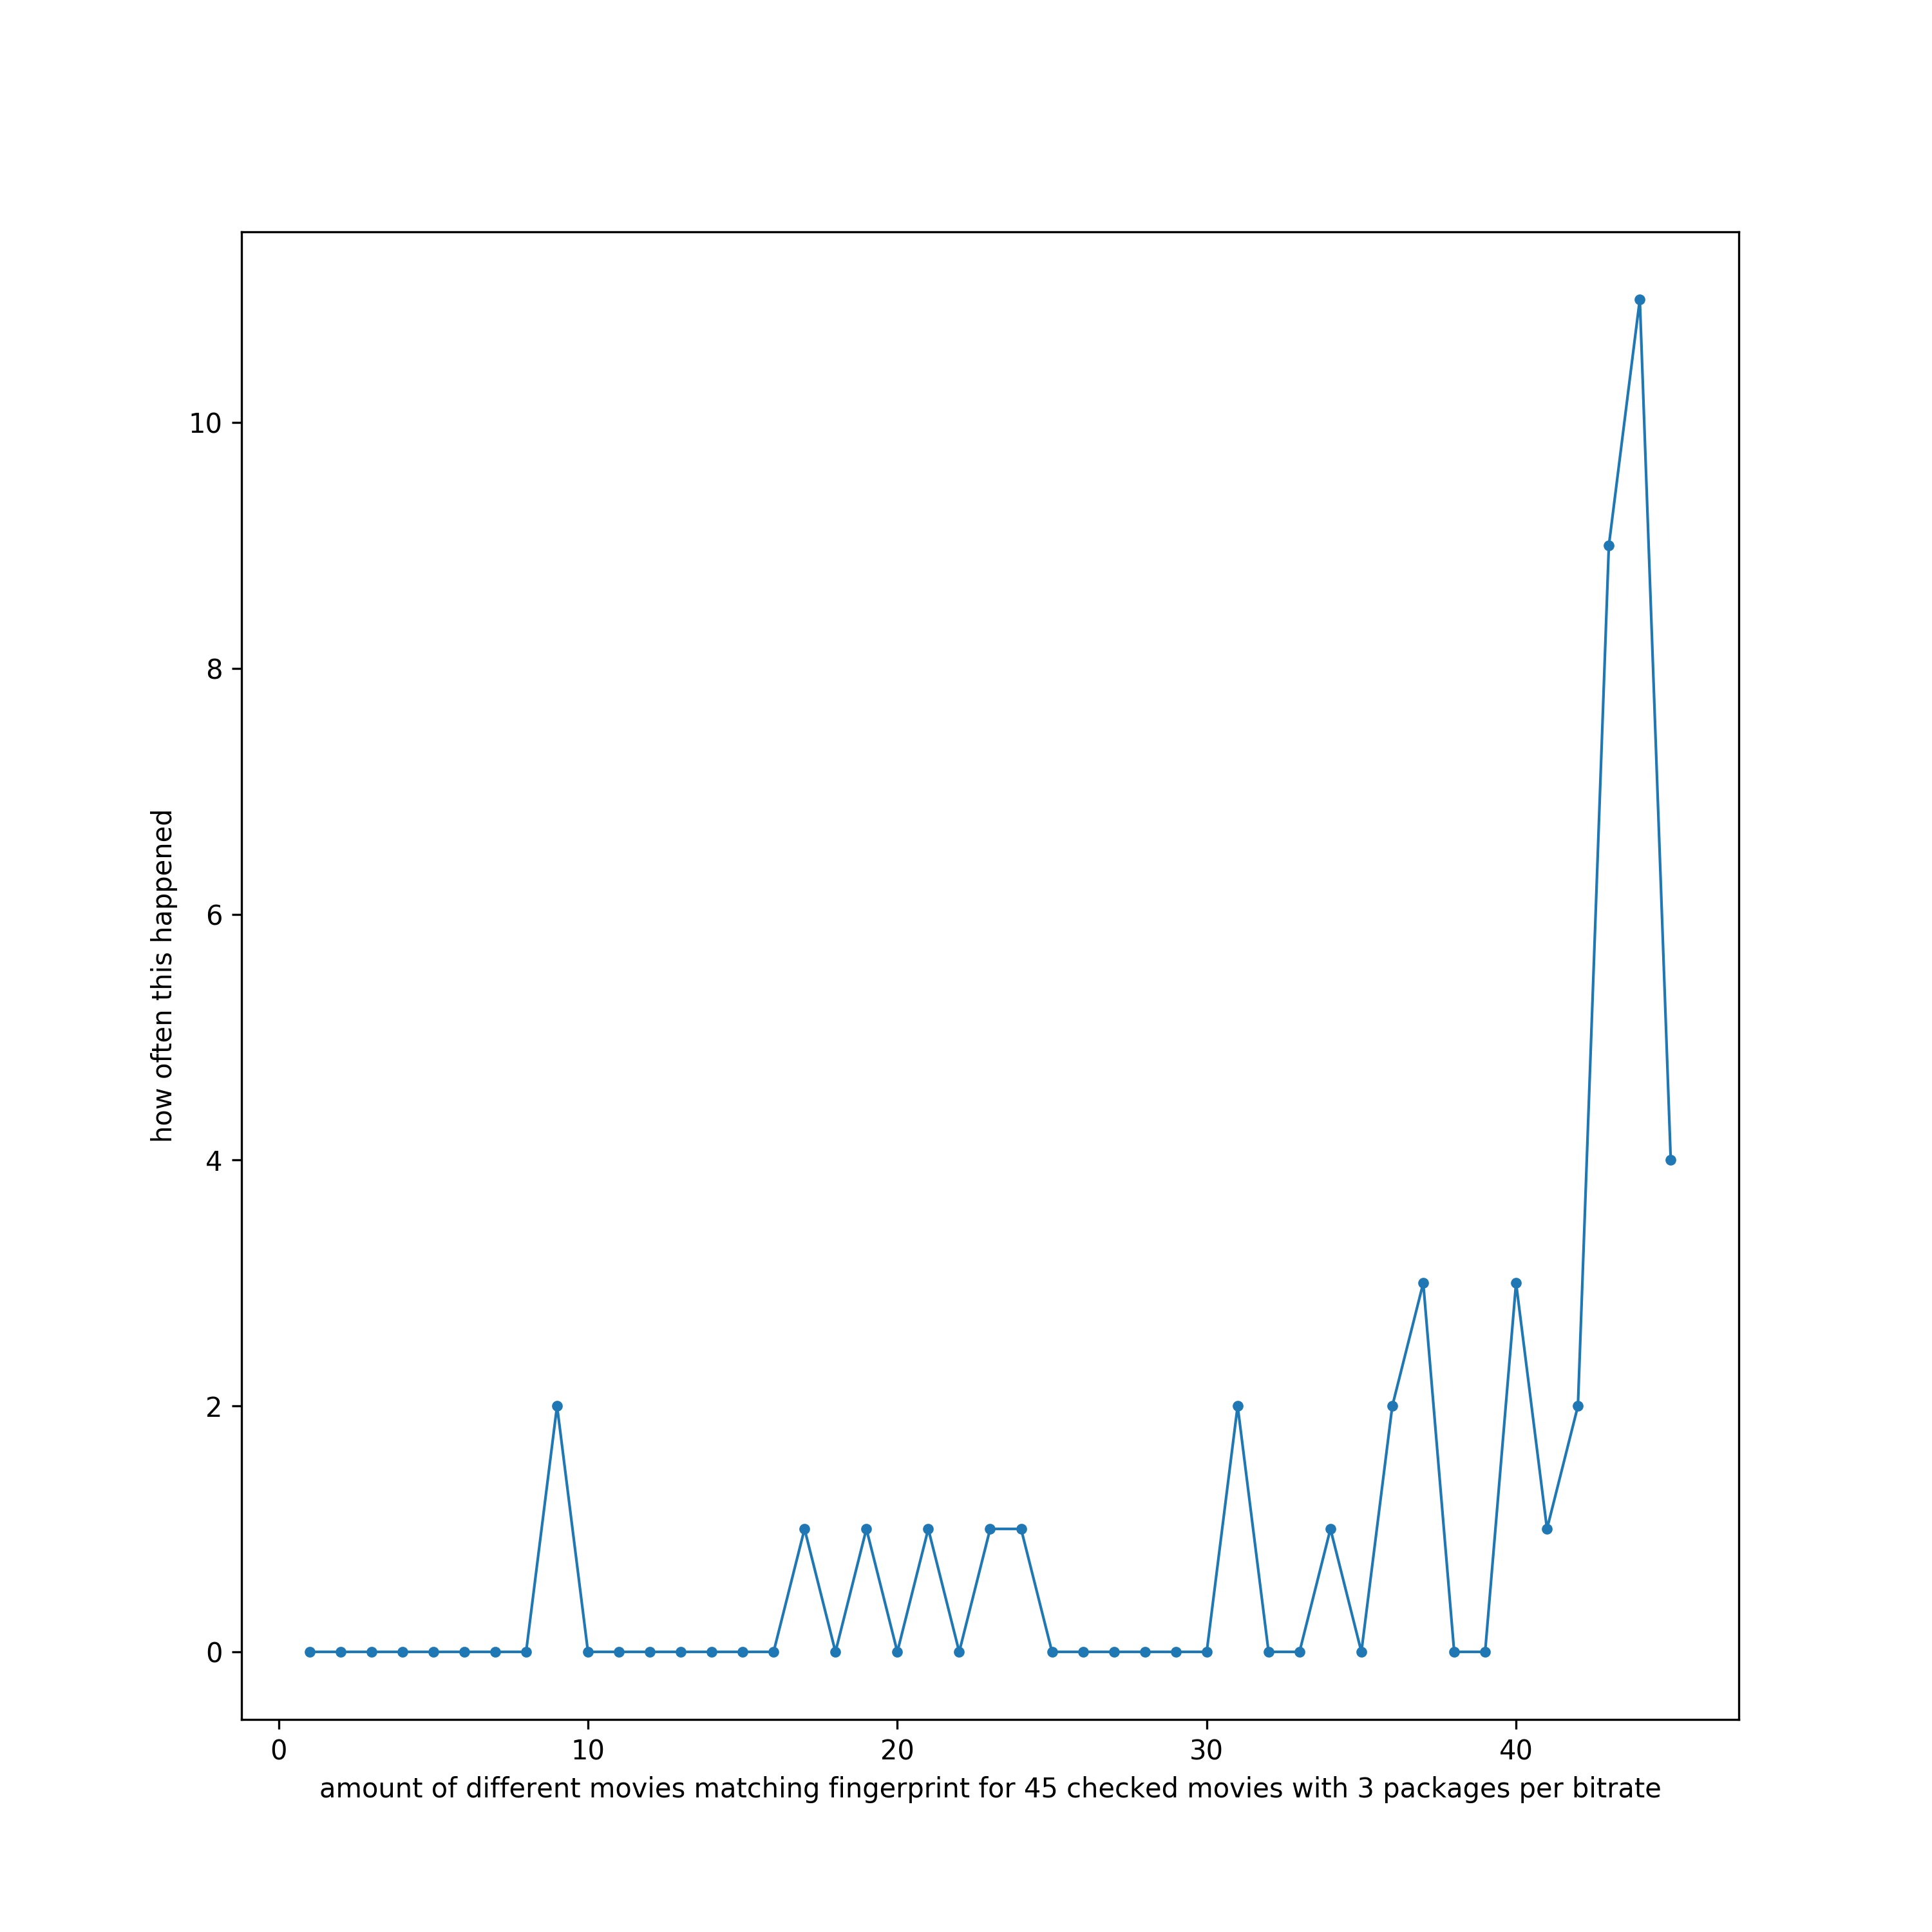 10
8
6
4
2
0
how often this happened
0 10 20 30 40
amount of different movies matching fingerprint for 45 checked movies with 3 packages per bitrate